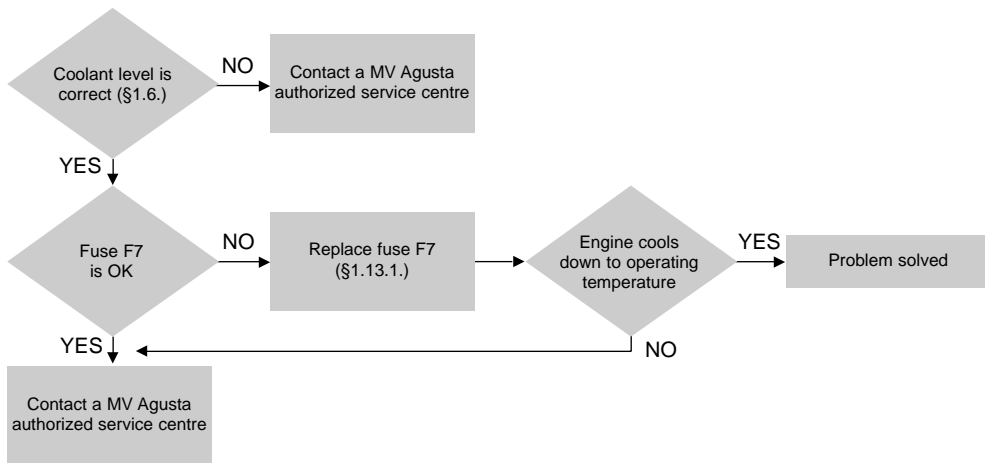 Coolant level is
correct (§1.6.)
NO
Contact a MV Agusta
authorized service centre
YES
Fuse F7
is OK
NO
Replace fuse F7
(§1.13.1.)
Engine cools
down to operating
temperature
YES
Problem solved
YES
NO
Contact a MV Agusta
authorized service centre